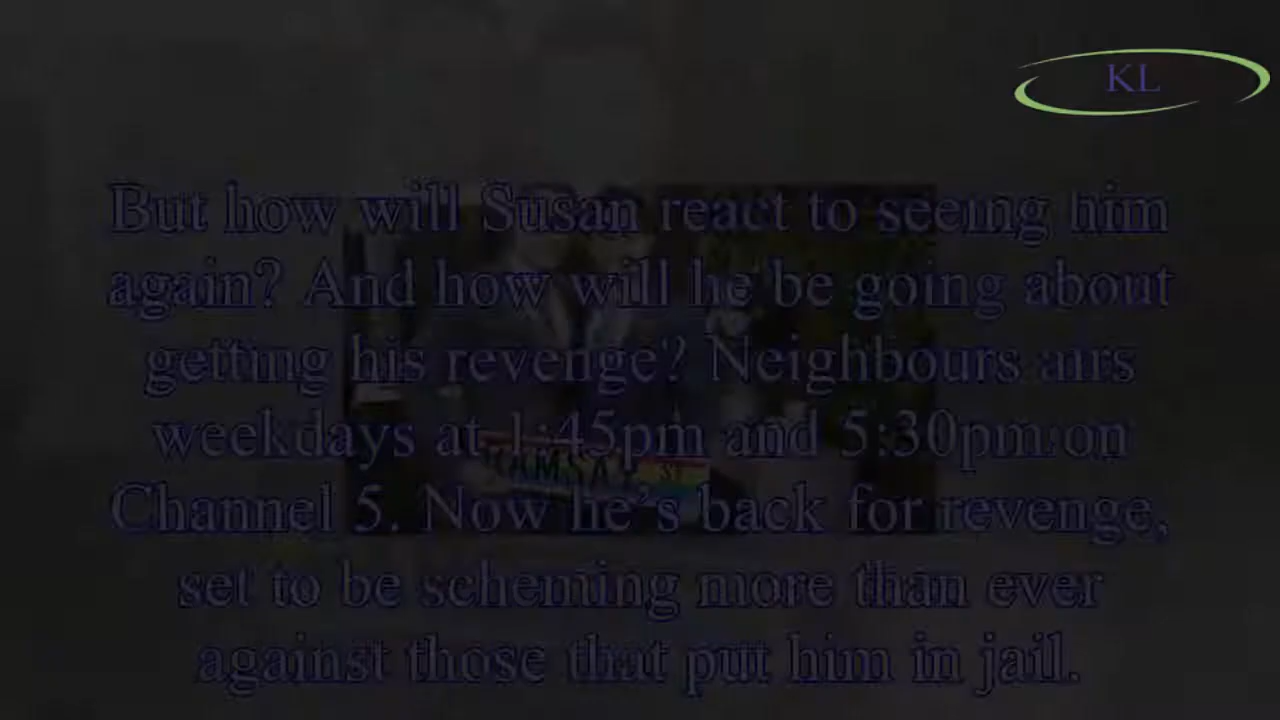 KL
But how will Susan react to seeing him
again? And how will he be going about
getting his revenge? Neighbours airs
weekdays at 1:45pm and 5:30pm on
Channel 5. Now he's back for revenge,
set to be scheming more than ever
against those that put him in jail.
RAMSAY ST